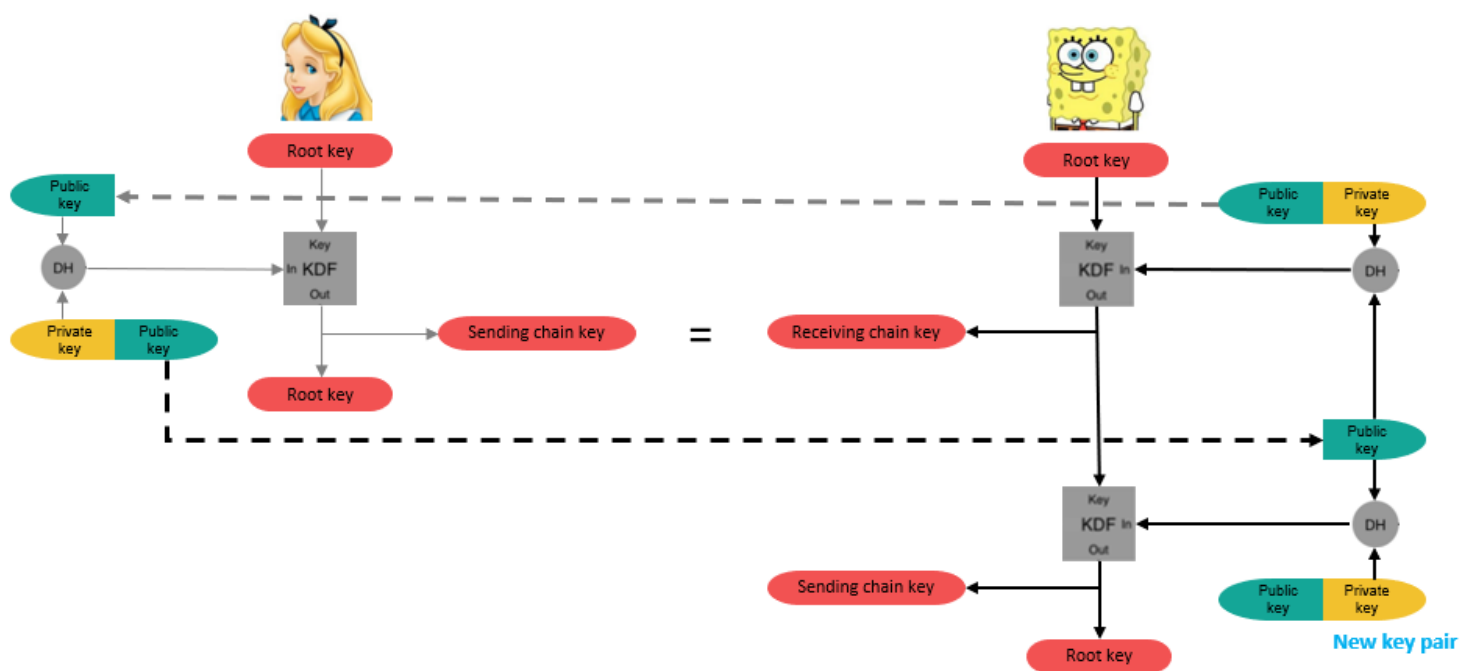 Root key
Root key
Public
key
Public
key
Private
key
Key
In KDF
Out
Key
KDF In
Out
DH
DH
Private
key
Public
key
Sending chain key
=
Receiving chain key
Root key
Public
key
Key
KDF In
Out
DH
Sending chain key
Public
key
Private
key
New key pair
Root key